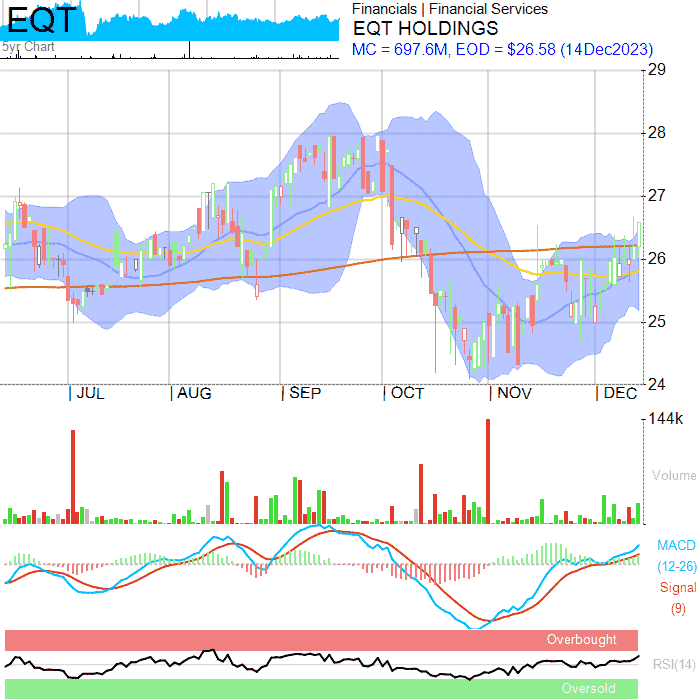 EQT
5yr Chart
Financials | Financial Services
EQT HOLDINGS
MC = 697.6M, EOD = $26.58 (14Dec2023)
29
28
27
26
25
24
| JUL | AUG | SEP | OCT | NOV | DEC
144k
Volume
MACD
(12-26)
Signal
(9)
Overbought
RSI(14)
Oversold